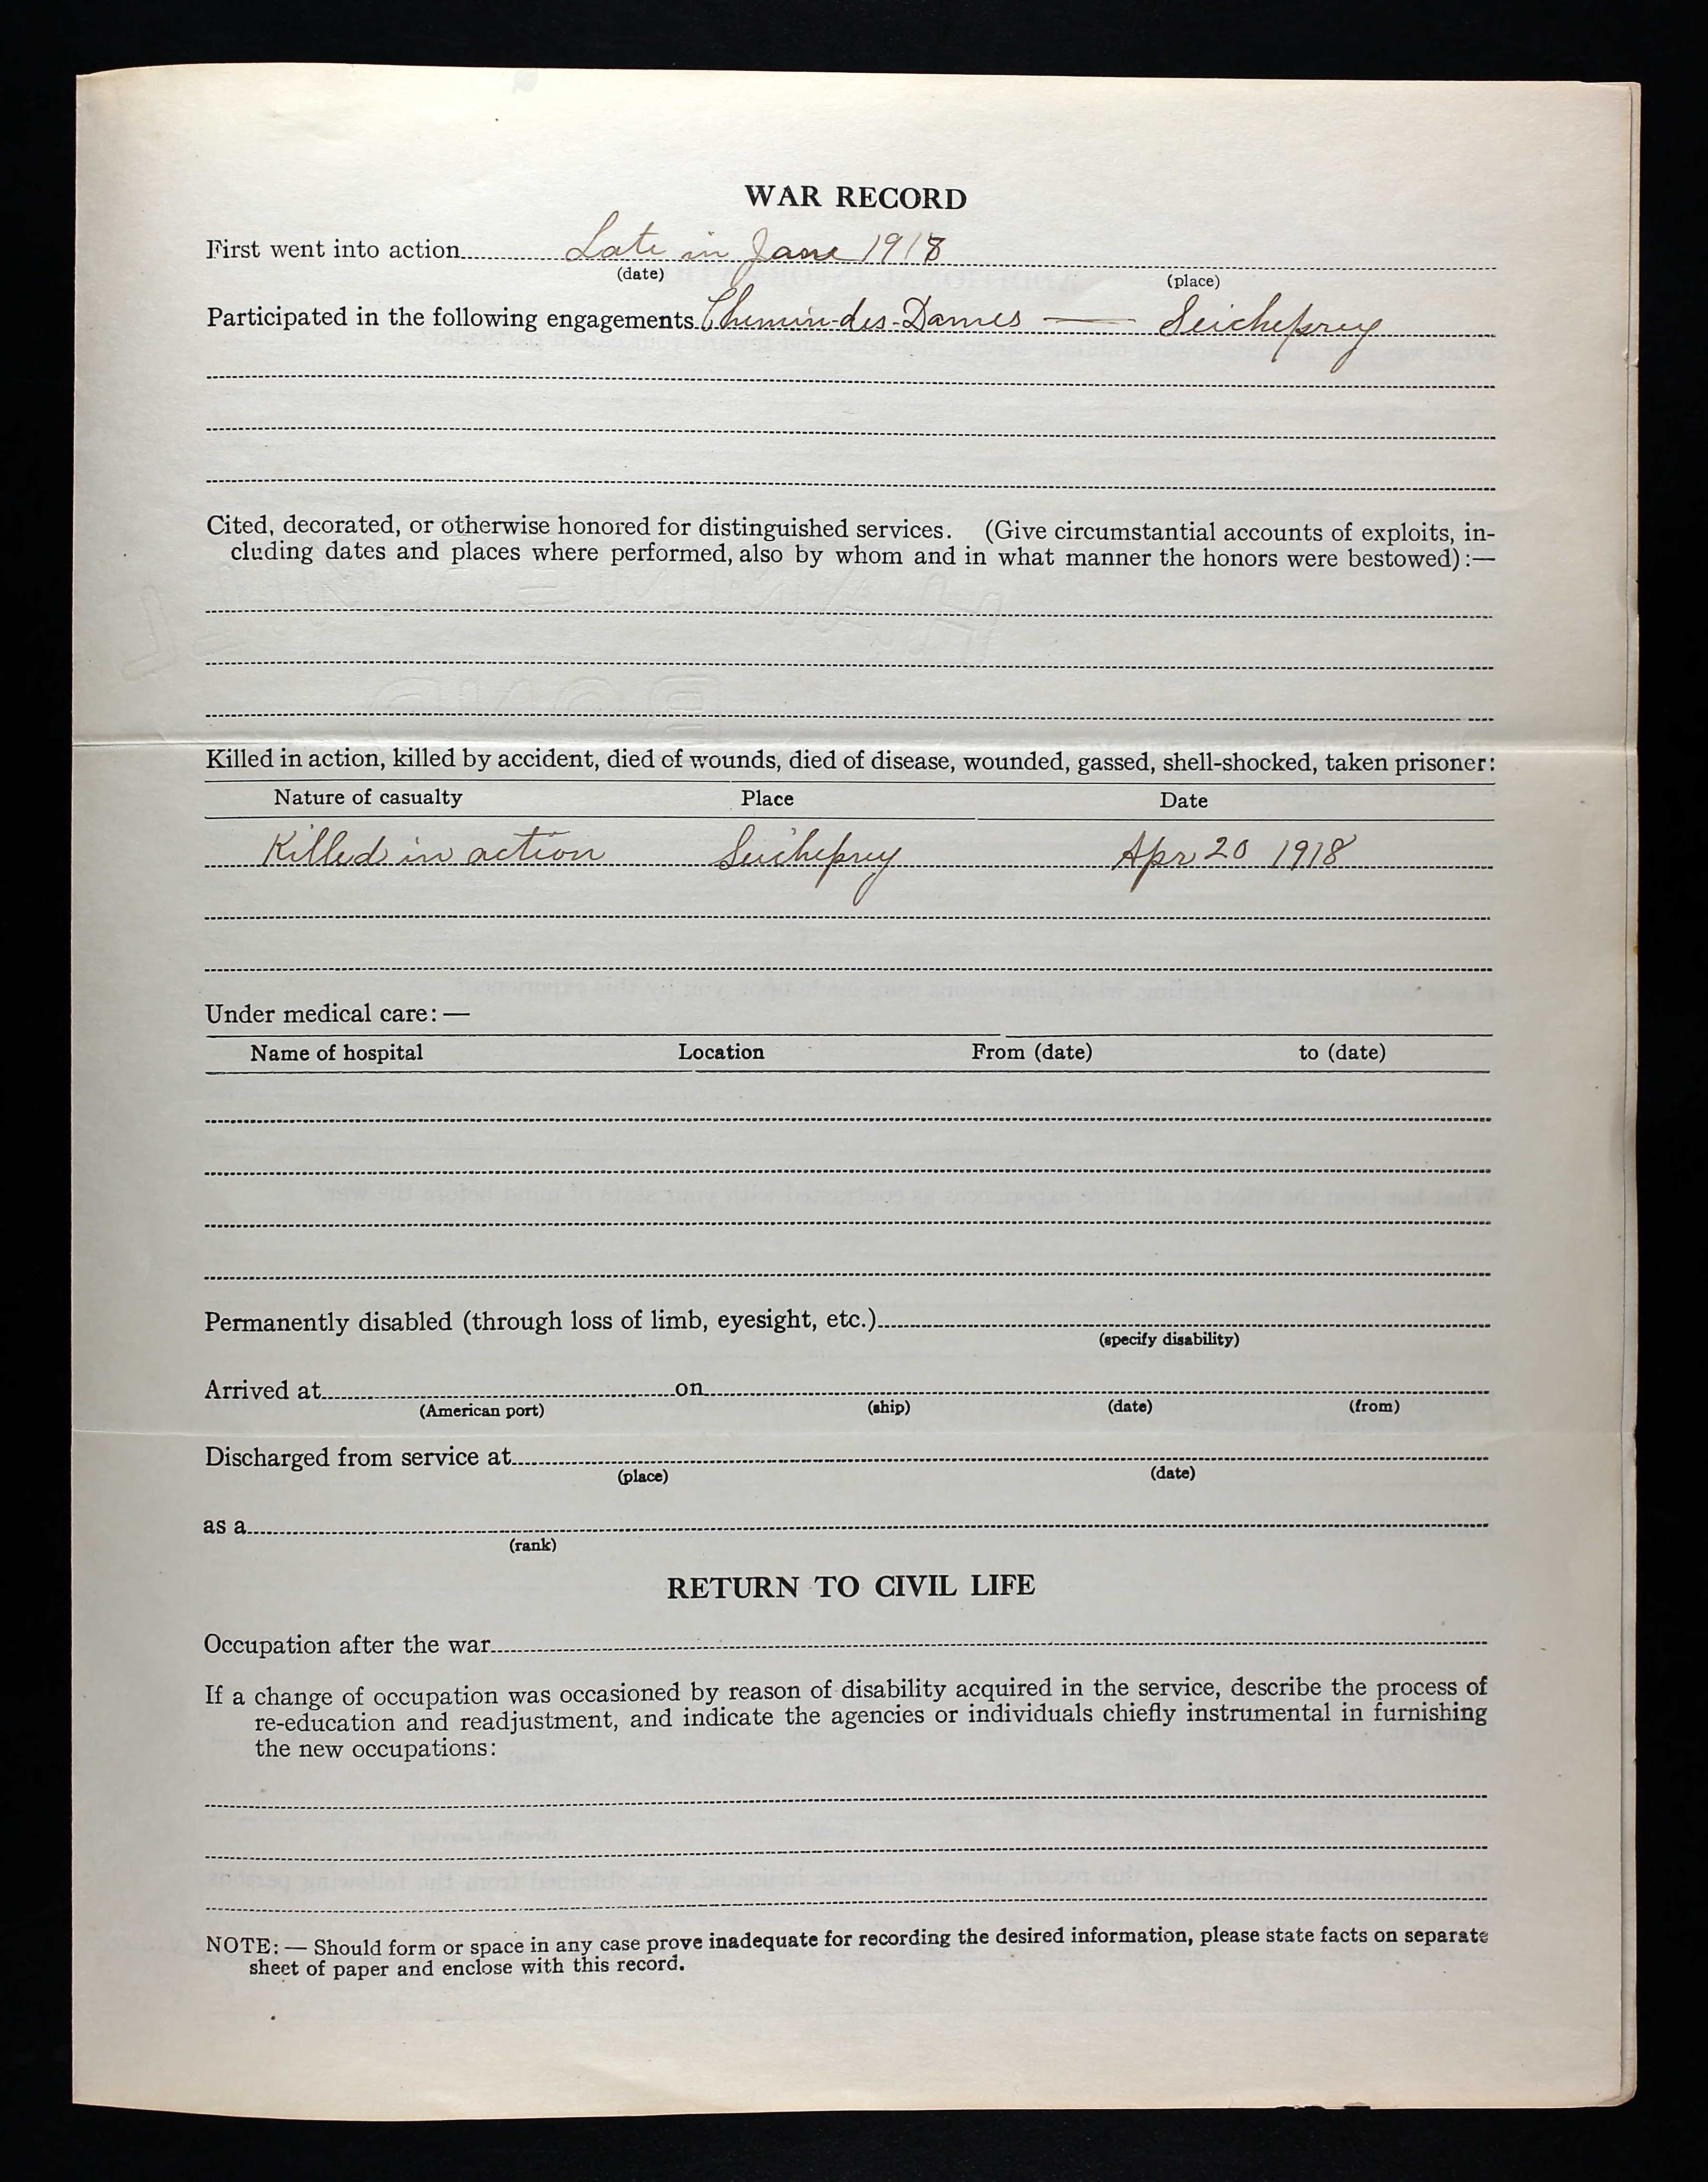 WAR RECORD
First went into action Late in Jane 1918
(date) (place)
Participated in the following engagements Chemin-des-Dames — Seicheprey
Cited, decorated, or otherwise honored for distinguished services. (Give circumstantial accounts of exploits, in-
cluding dates and places where performed, also by whom and in what manner the honors were bestowed):—
Killed in action, killed by accident, died of wounds, died of disease, wounded, gassed, shell-shocked, taken prisoner:
Nature of casualty Place Date
Killed in action Seicheprey Apr 20 1918
Under medical care: —
Name of hospital Location From (date) to (date)
Permanently disabled (through loss of limb, eyesight, etc.)
(specify disability)
Arrived at on
(American port) (ship) (date) (from)
Discharged from service at
(place) (date)
as a
(rank)
RETURN TO CIVIL LIFE
Occupation after the war
If a change of occupation was occasioned by reason of disability acquired in the service, describe the process of
re-education and readjustment, and indicate the agencies or individuals chiefly instrumental in furnishing
the new occupations:
NOTE: — Should form or space in any case prove inadequate for recording the desired information, please state facts on separate
sheet of paper and enclose with this record.